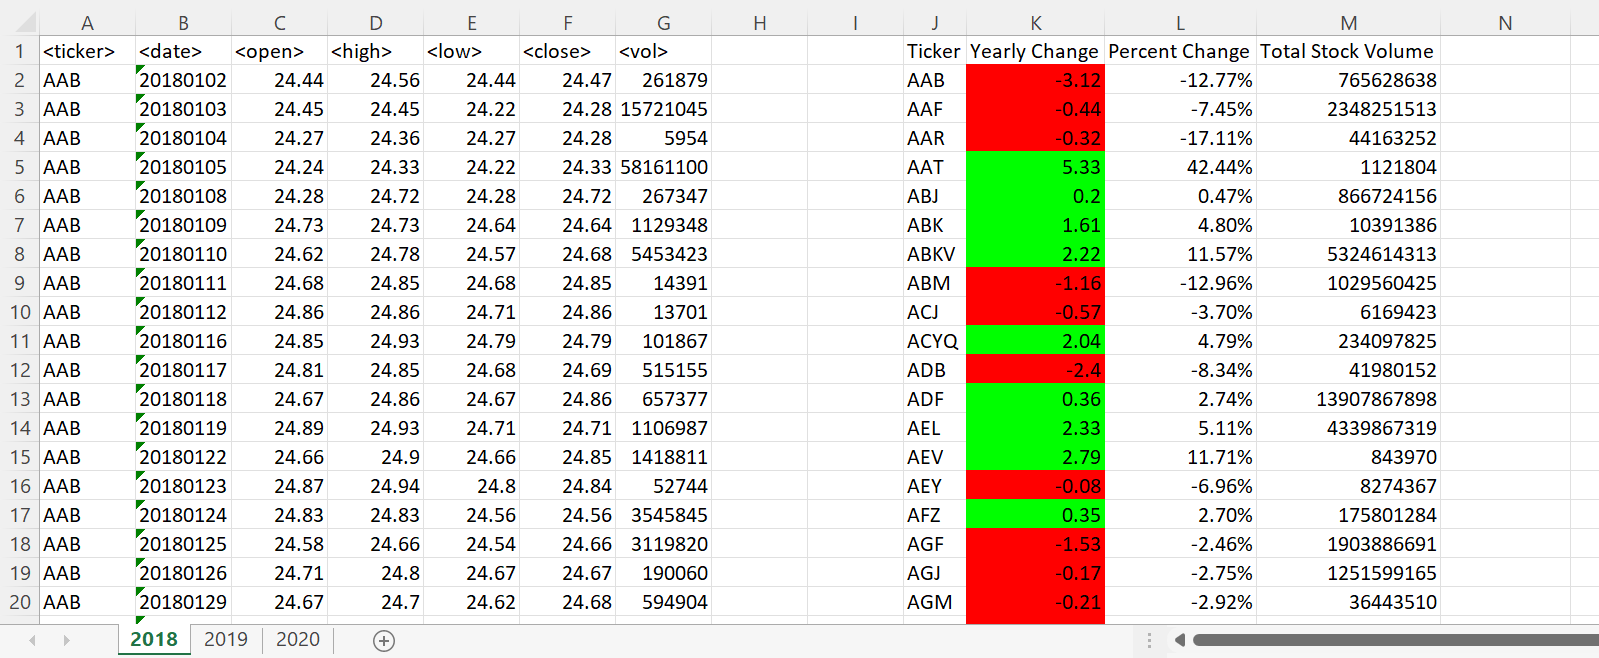 A B C D E F G H I J K L M N
1 <ticker> <date> <open> <high> <low> <close> <vol> Ticker Yearly Change Percent Change Total Stock Volume
2 AAB 20180102 24.44 24.56 24.44 24.47 261879 AAB -3.12 -12.77% 765628638
3 AAB 20180103 24.45 24.45 24.22 24.28 15721045 AAF -0.44 -7.45% 2348251513
4 AAB 20180104 24.27 24.36 24.27 24.28 5954 AAR -0.32 -17.11% 44163252
5 AAB 20180105 24.24 24.33 24.22 24.33 58161100 AAT 5.33 42.44% 1121804
6 AAB 20180108 24.28 24.72 24.28 24.72 267347 ABJ 0.2 0.47% 866724156
7 AAB 20180109 24.73 24.73 24.64 24.64 1129348 ABK 1.61 4.80% 10391386
8 AAB 20180110 24.62 24.78 24.57 24.68 5453423 ABKV 2.22 11.57% 5324614313
9 AAB 20180111 24.68 24.85 24.68 24.85 14391 ABM -1.16 -12.96% 1029560425
10 AAB 20180112 24.86 24.86 24.71 24.86 13701 ACJ -0.57 -3.70% 6169423
11 AAB 20180116 24.85 24.93 24.79 24.79 101867 ACYQ 2.04 4.79% 234097825
12 AAB 20180117 24.81 24.85 24.68 24.69 515155 ADB -2.4 -8.34% 41980152
13 AAB 20180118 24.67 24.86 24.67 24.86 657377 ADF 0.36 2.74% 13907867898
14 AAB 20180119 24.89 24.93 24.71 24.71 1106987 AEL 2.33 5.11% 4339867319
15 AAB 20180122 24.66 24.9 24.66 24.85 1418811 AEV 2.79 11.71% 843970
16 AAB 20180123 24.87 24.94 24.8 24.84 52744 AEY -0.08 -6.96% 8274367
17 AAB 20180124 24.83 24.83 24.56 24.56 3545845 AFZ 0.35 2.70% 175801284
18 AAB 20180125 24.58 24.66 24.54 24.66 3119820 AGF -1.53 -2.46% 1903886691
19 AAB 20180126 24.71 24.8 24.67 24.67 190060 AGJ -0.17 -2.75% 1251599165
20 AAB 20180129 24.67 24.7 24.62 24.68 594904 AGM -0.21 -2.92% 36443510
2018 2019 2020